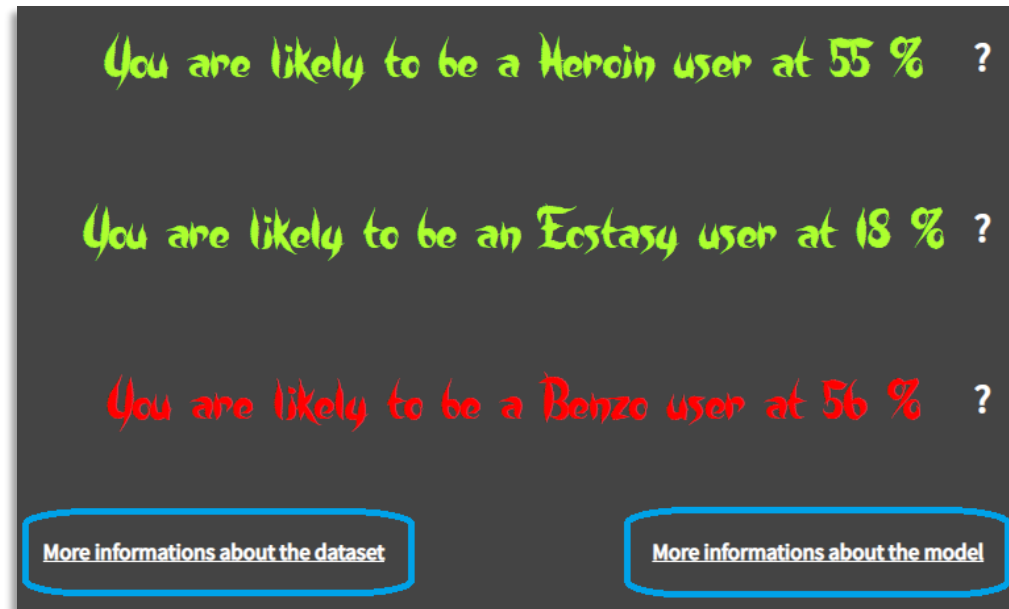 You are likely to be a Heroin user at 55 % ?
You are likely to be an Ecstasy user at 18 % ?
You are likely to be a Benzo user at 56 % ?
More informations about the dataset
More informations about the model